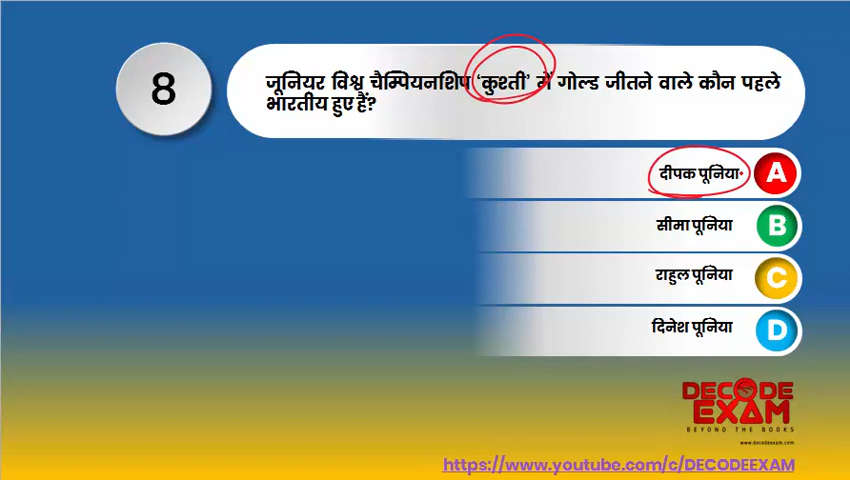 8
जूनियर विश्व चैम्पियनशिप ‘कुश्ती’ में गोल्ड जीतने वाले कौन पहले
भारतीय हुए हैं?
दीपक पूनिया A
सीमा पूनिया B
राहुल पूनिया C
दिनेश पूनिया D
DECODE
EXAM
BEYOND THE BOOKS
www.decodeexam.com
https://www.youtube.com/c/DECODEEXAM